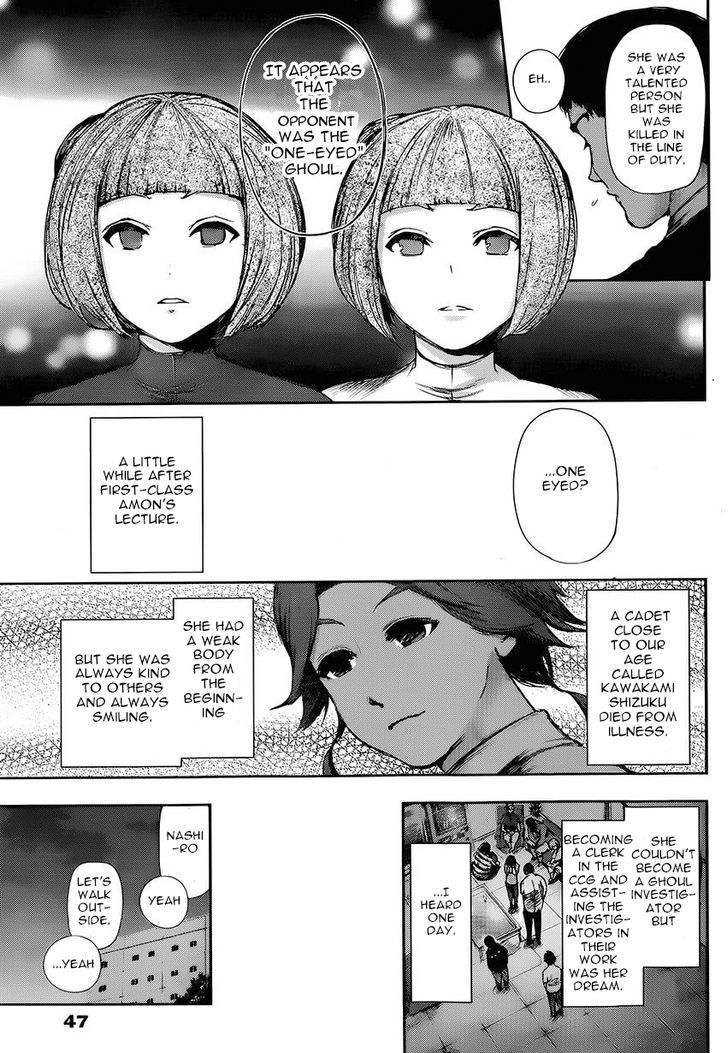 SHE WAS
A VERY
TALENTED
PERSON
BUT SHE
WAS
KILLED IN
THE LINE
OF DUTY.
EH..
IT APPEARS
THAT
THE
OPPONENT
WAS THE
"ONE-EYED"
GHOUL.
...ONE
EYED?
A LITTLE
WHILE AFTER
FIRST-CLASS
AMON'S
LECTURE.
A CADET
CLOSE
TO OUR
AGE
CALLED
KAWAKAMI
SHIZUKU
DIED FROM
ILLNESS.
SHE HAD
A WEAK
BODY
FROM
THE
BEGINN-
ING
BUT SHE WAS
ALWAYS KIND
TO OTHERS
AND ALWAYS
SMILING.
SHE
COULDN'T
BECOME
A GHOUL
INVESTIG-
ATOR
BUT
BECOMING
A CLERK
IN THE
CCG AND
ASSIST-
ING THE
INVESTIG-
ATORS IN
THEIR
WORK
WAS HER
DREAM.
...I
HEARD
ONE
DAY.
NASHI
-RO
YEAH
LET'S
WALK
OUT-
SIDE.
...YEAH
47